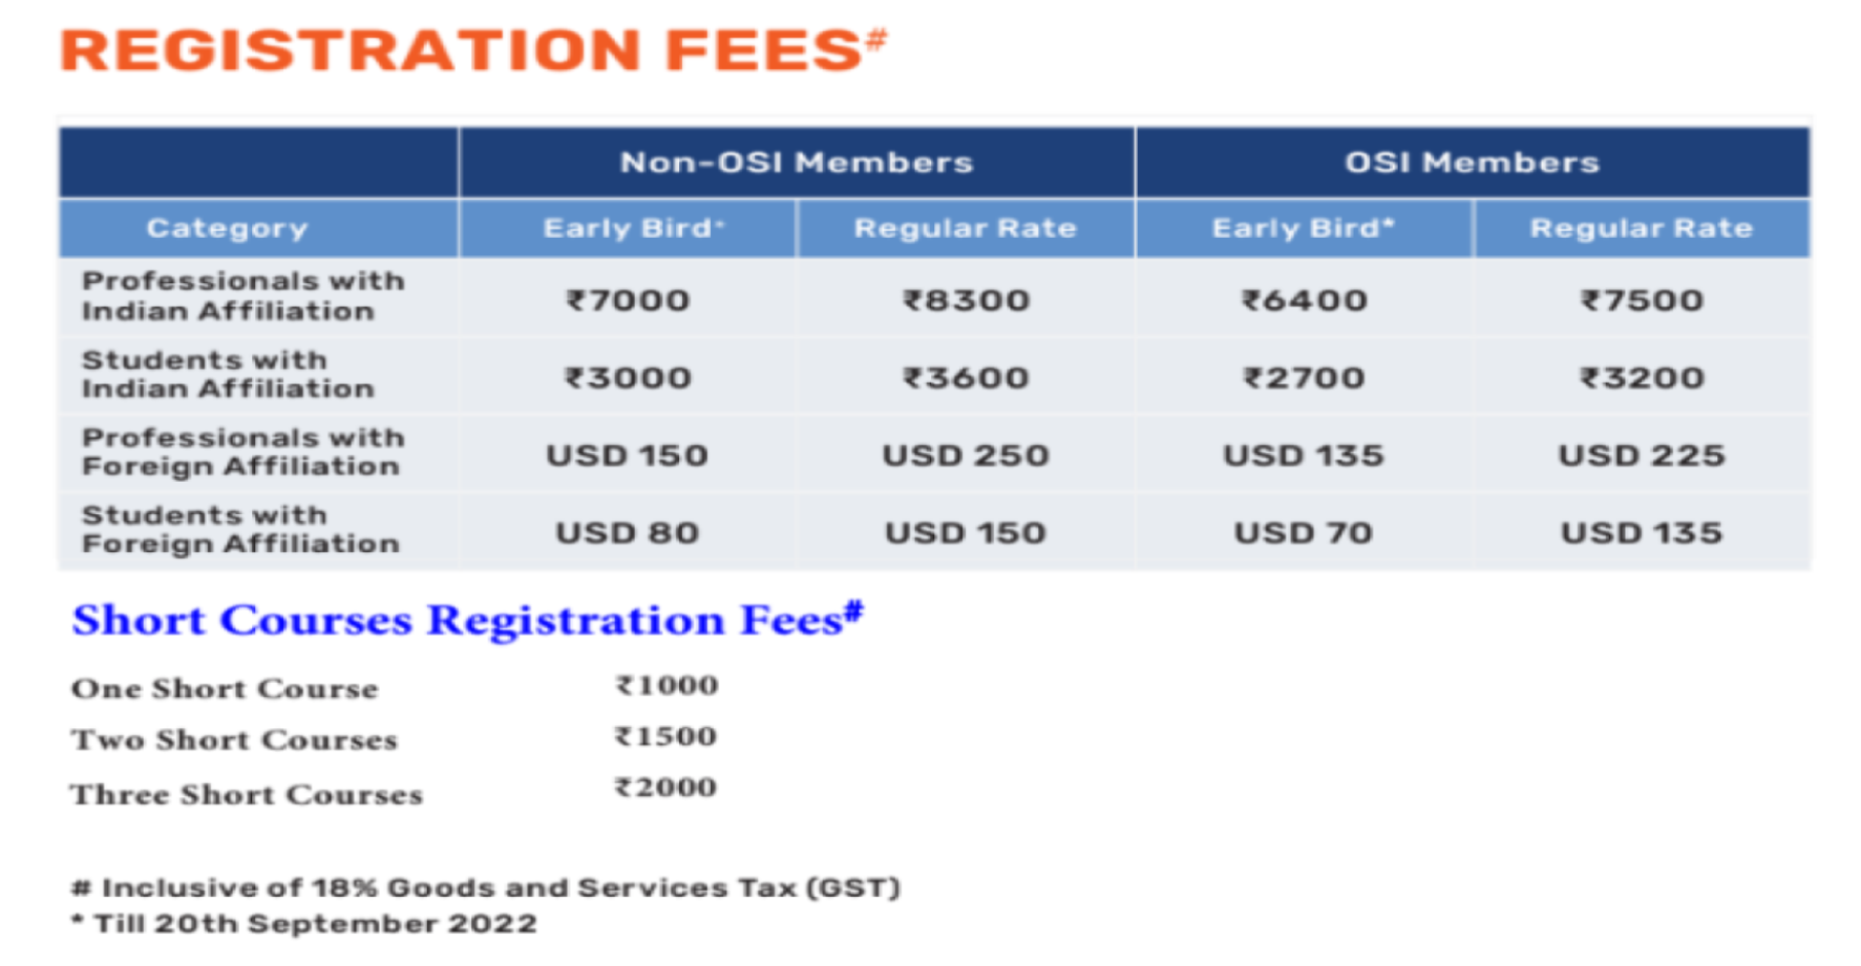 REGISTRATION FEES#
Non-OSI Members OSI Members
Category Early Bird* Regular Rate Early Bird* Regular Rate
Professionals with
Indian Affiliation ₹7000 ₹8300 ₹6400 ₹7500
Students with
Indian Affiliation ₹3000 ₹3600 ₹2700 ₹3200
Professionals with
Foreign Affiliation USD 150 USD 250 USD 135 USD 225
Students with
Foreign Affiliation USD 80 USD 150 USD 70 USD 135
Short Courses Registration Fees#
One Short Course ₹1000
Two Short Courses ₹1500
Three Short Courses ₹2000
# Inclusive of 18% Goods and Services Tax (GST)
* Till 20th September 2022